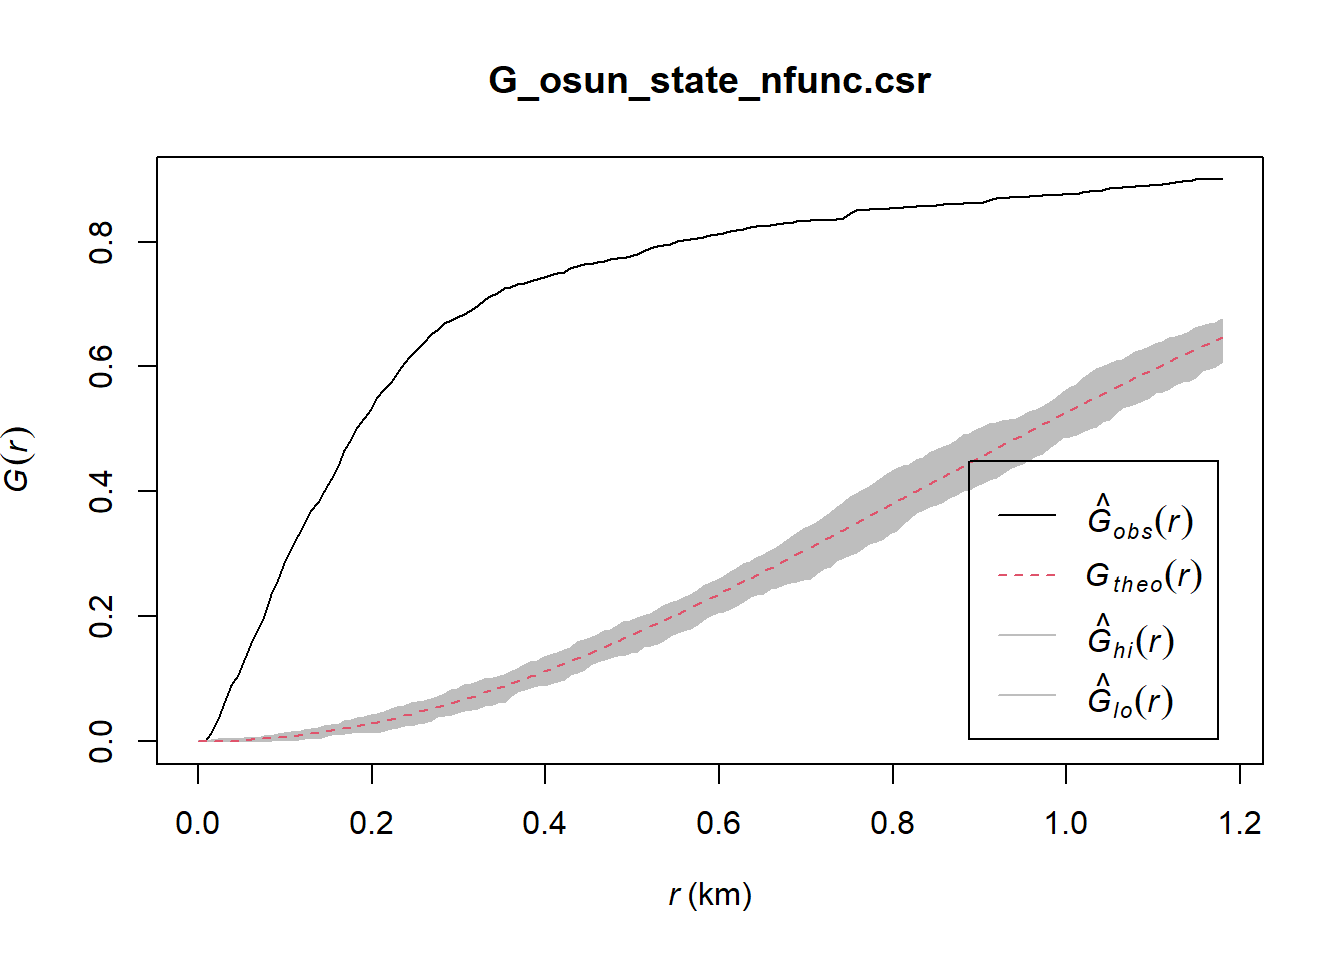 G_osun_state_nfunc.csr
G(r)
0.8
0.6
0.4
0.2
0.0
Ĝobs(r)
Gtheo(r)
Ĝhi(r)
Ĝlo(r)
0.0 0.2 0.4 0.6 0.8 1.0 1.2
r (km)